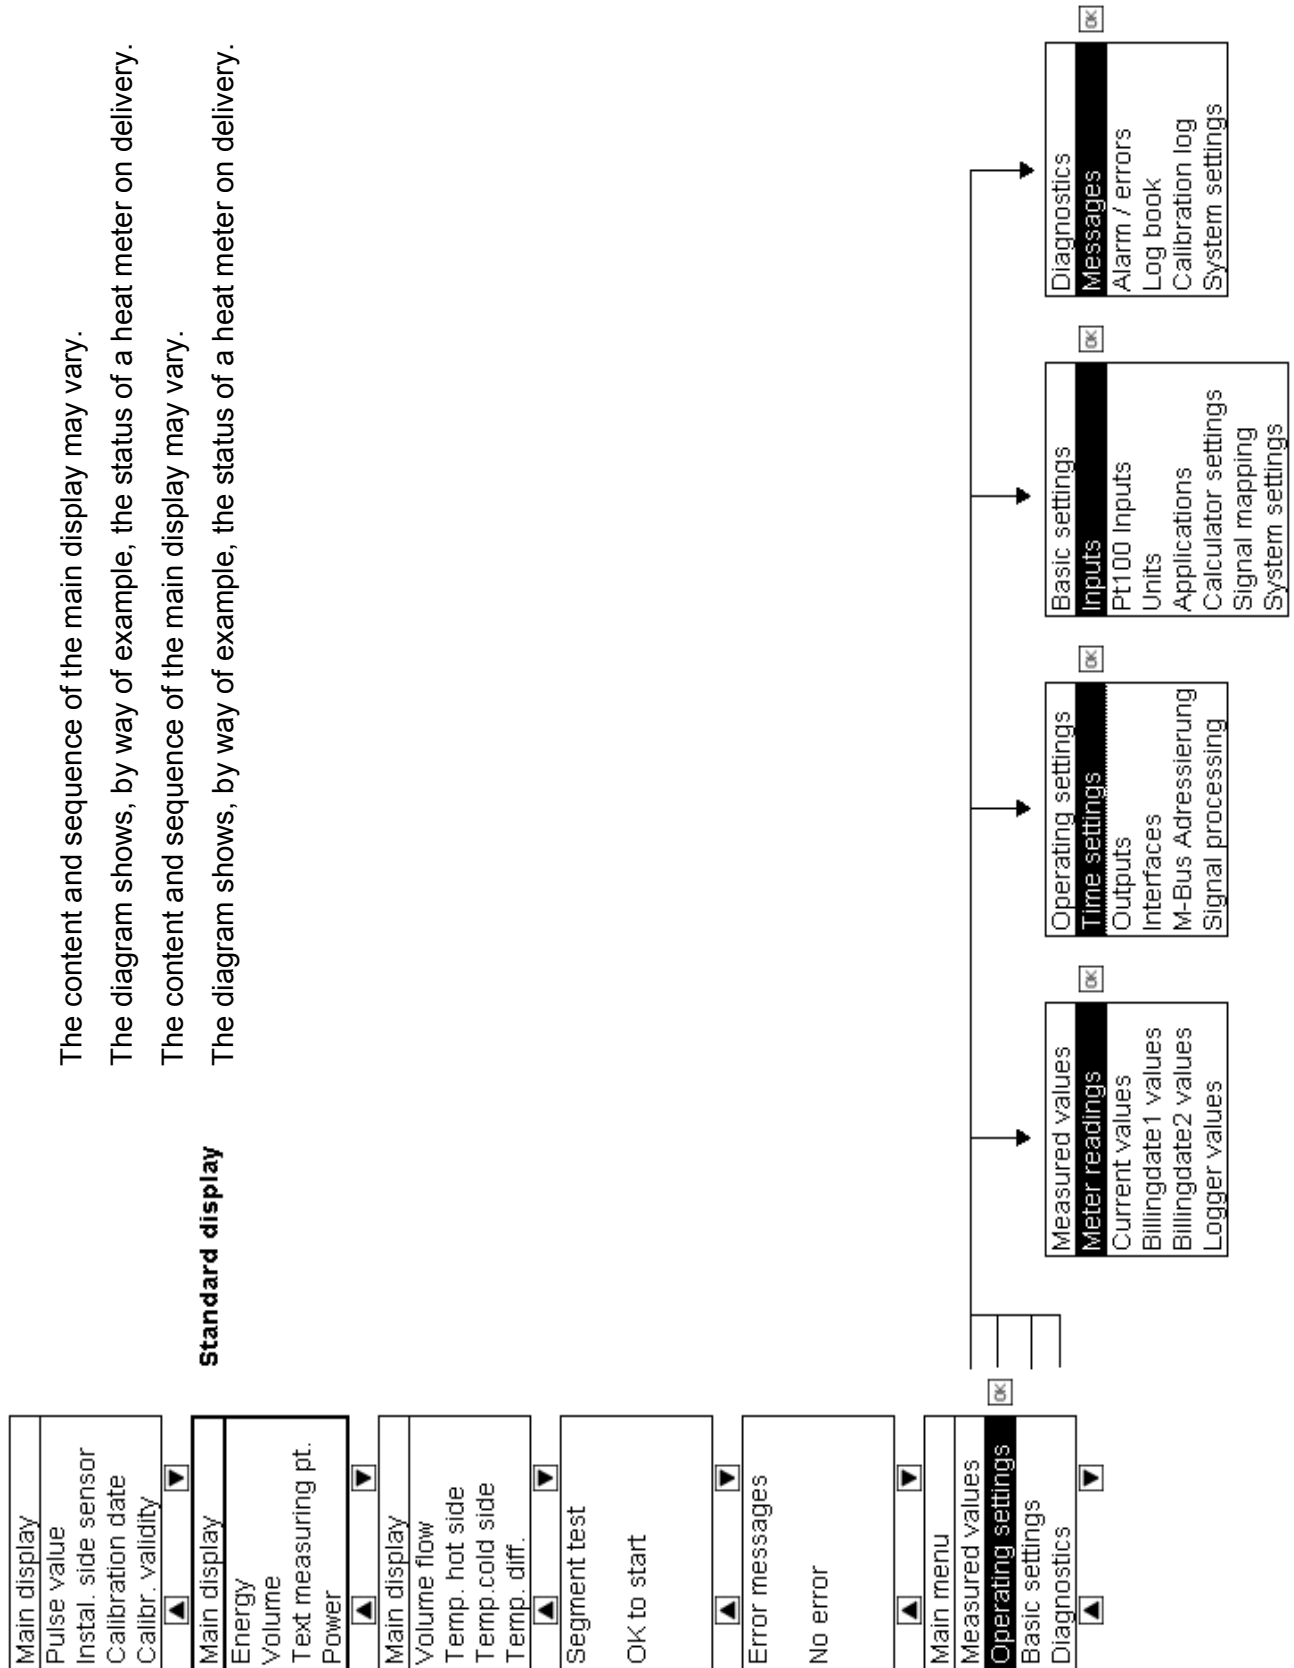 The content and sequence of the main display may vary.
The diagram shows, by way of example, the status of a heat meter on delivery.
The content and sequence of the main display may vary.
The diagram shows, by way of example, the status of a heat meter on delivery.
Main display
Pulse value
Instal. side sensor
Calibration date
Calibr. validity
Standard display
Main display
Energy
Volume
Text measuring pt.
Power
Main display
Volume flow
Temp. hot side
Temp.cold side
Temp. diff.
Segment test
OK to start
Error messages
No error
Main menu
Measured values
Operating settings
Basic settings
Diagnostics
OK
Measured values
Meter readings
Current values
Billingdate1 values
Billingdate2 values
Logger values
OK
Operating settings
Time settings
Outputs
Interfaces
M-Bus Adressierung
Signal processing
OK
Basic settings
Inputs
Pt100 Inputs
Units
Applications
Calculator settings
Signal mapping
System settings
OK
Diagnostics
Messages
Alarm / errors
Log book
Calibration log
System settings
OK